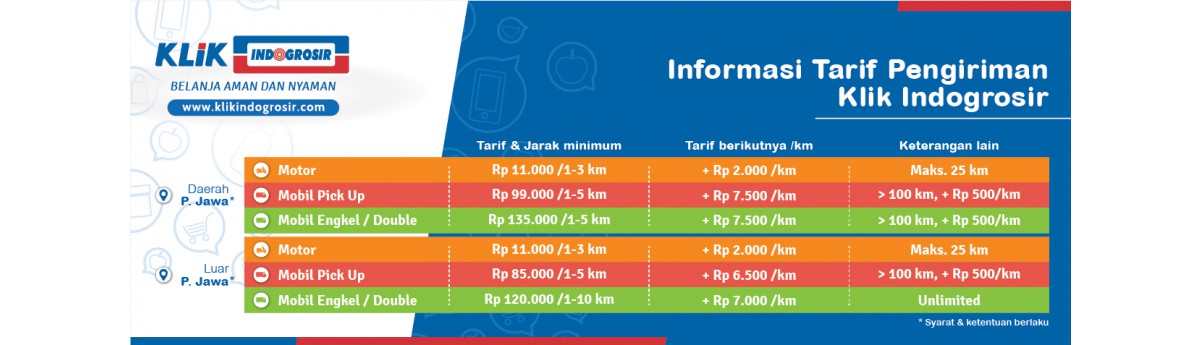 KLiK INDOGROSIR
BELANJA AMAN DAN NYAMAN
www.klikindogrosir.com
Informasi Tarif Pengiriman
Klik Indogrosir
Tarif & Jarak minimum Tarif berikutnya /km Keterangan lain
Daerah
P. Jawa*
Motor Rp 11.000 /1-3 km + Rp 2.000 /km Maks. 25 km
Mobil Pick Up Rp 99.000 /1-5 km + Rp 7.500 /km > 100 km, + Rp 500/km
Mobil Engkel / Double Rp 135.000 /1-5 km + Rp 7.500 /km > 100 km, + Rp 500/km
Luar
P. Jawa*
Motor Rp 11.000 /1-3 km + Rp 2.000 /km Maks. 25 km
Mobil Pick Up Rp 85.000 /1-5 km + Rp 6.500 /km > 100 km, + Rp 500/km
Mobil Engkel / Double Rp 120.000 /1-10 km + Rp 7.000 /km Unlimited
* Syarat & ketentuan berlaku